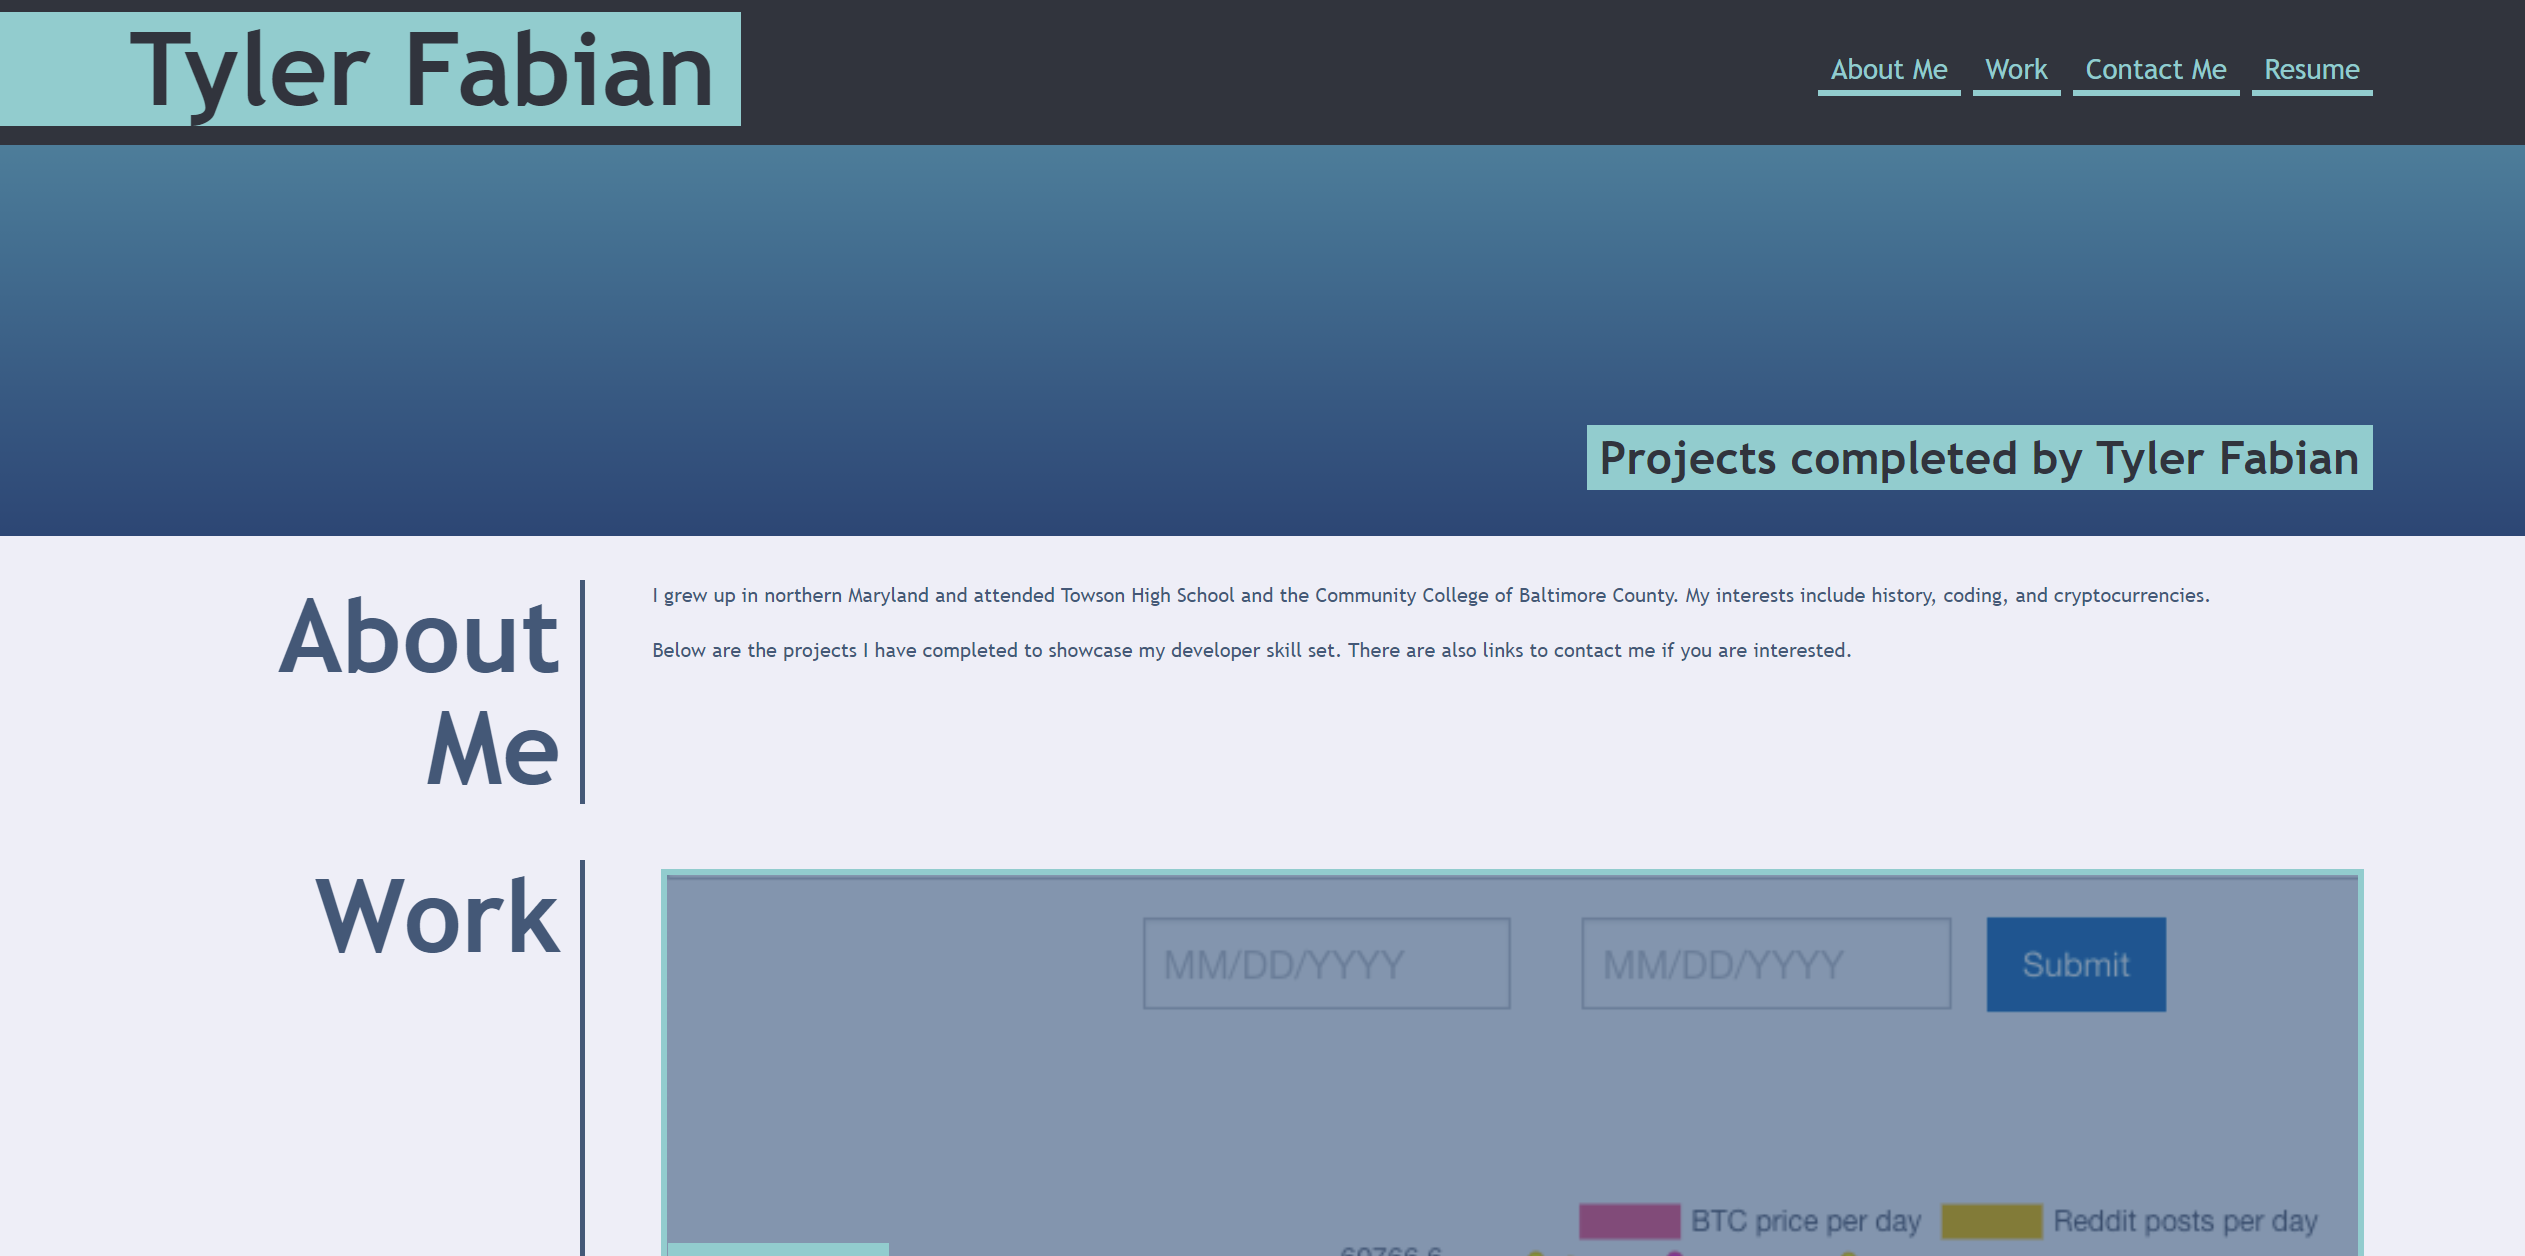 Tyler Fabian
About Me
Work
Contact Me
Resume
Projects completed by Tyler Fabian
About
Me
I grew up in northern Maryland and attended Towson High School and the Community College of Baltimore County. My interests include history, coding, and cryptocurrencies.
Below are the projects I have completed to showcase my developer skill set. There are also links to contact me if you are interested.
Work
MM/DD/YYYY
MM/DD/YYYY
Submit
BTC price per day
Reddit posts per day